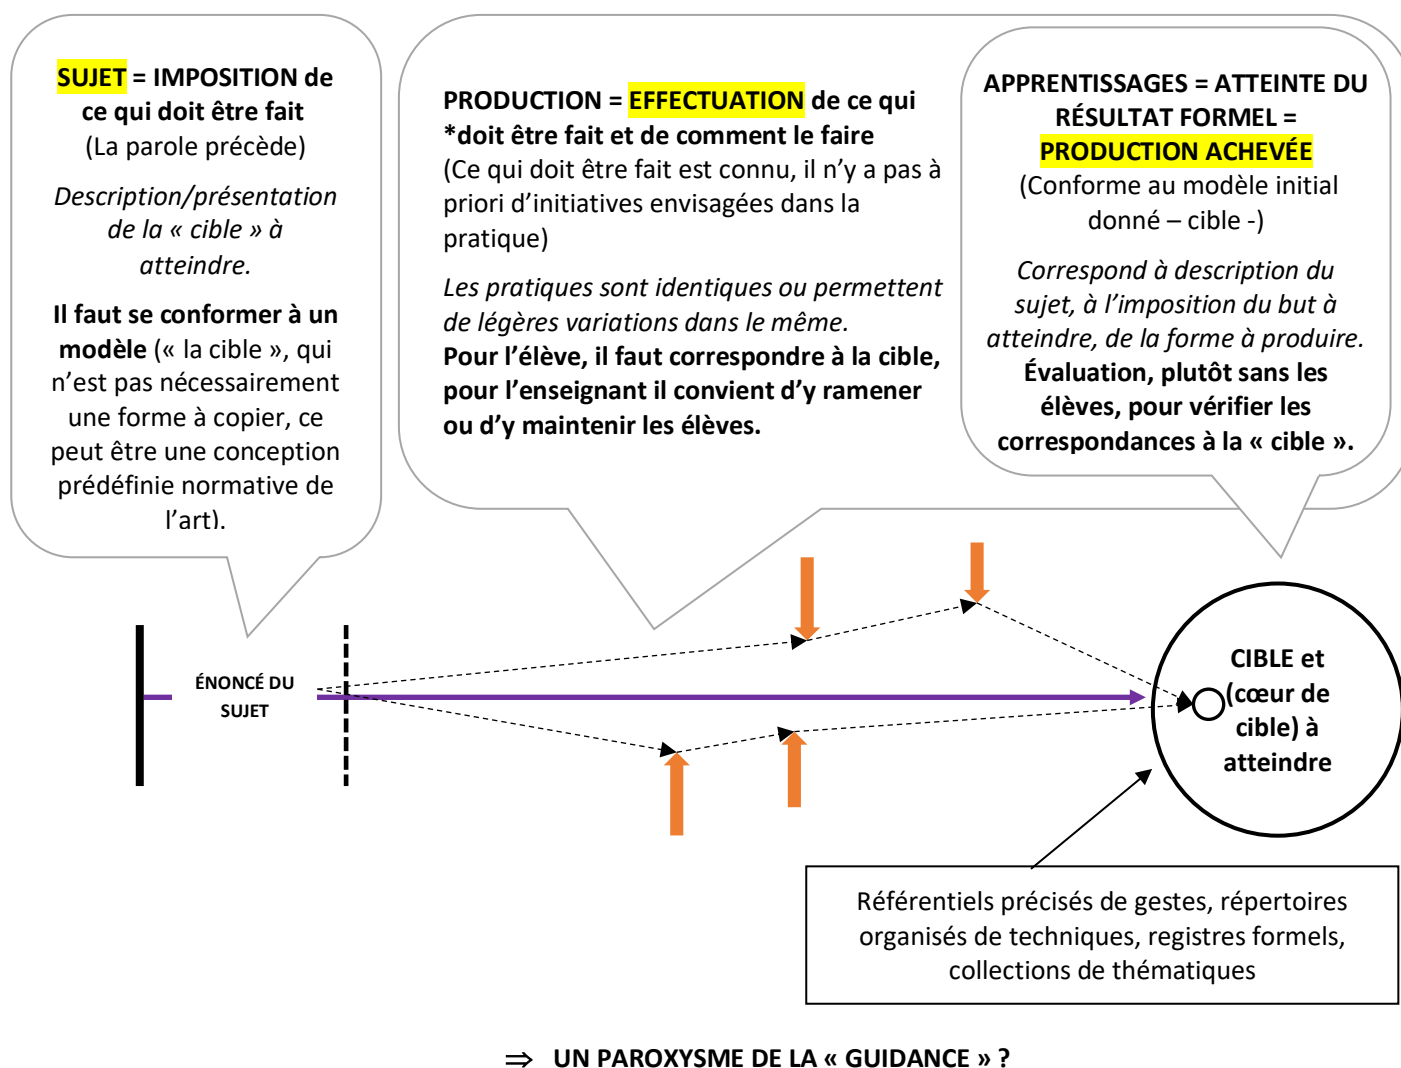 SUJET = IMPOSITION de
ce qui doit être fait
(La parole précède)
Description/présentation
de la « cible » à
atteindre.
Il faut se conformer à un
modèle (« la cible », qui
n’est pas nécessairement
une forme à copier, ce
peut être une conception
prédéfinie normative de
l’art).
PRODUCTION = EFFECTUATION de ce qui
*doit être fait et de comment le faire
(Ce qui doit être fait est connu, il n’y a pas à
priori d’initiatives envisagées dans la
pratique)
Les pratiques sont identiques ou permettent
de légères variations dans le même.
Pour l’élève, il faut correspondre à la cible,
pour l’enseignant il convient d’y ramener
ou d’y maintenir les élèves.
APPRENTISSAGES = ATTEINTE DU
RÉSULTAT FORMEL =
PRODUCTION ACHEVÉE
(Conforme au modèle initial
donné – cible -)
Correspond à description du
sujet, à l’imposition du but à
atteindre, de la forme à produire.
Évaluation, plutôt sans les
élèves, pour vérifier les
correspondances à la « cible ».
ÉNONCÉ DU
SUJET
CIBLE et
(cœur de
cible) à
atteindre
Référentiels précisés de gestes, répertoires
organisés de techniques, registres formels,
collections de thématiques
⇒ UN PAROXYSME DE LA « GUIDANCE » ?